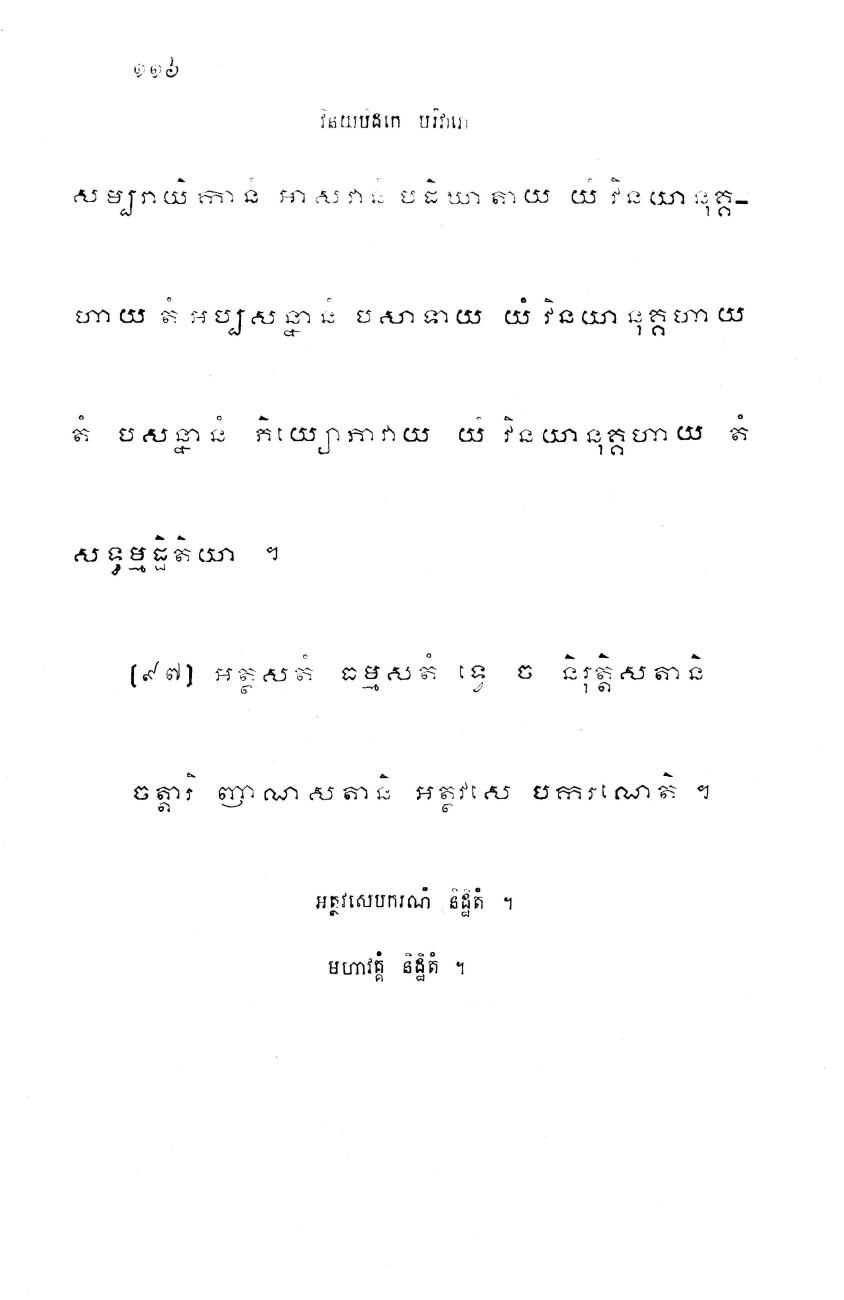 ១១៦
វិនយបិដកេ បរិវារោ
សម្បរាយិកានំ អាសវានំ បដិឃាតាយ យំ វិនយានុគ្គ-
ហាយ តំ អប្បសន្នានំ បសាទាយ យំ វិនយានុគ្គហាយ
តំ បសន្នានំ ភិយ្យោភាវាយ យំ វិនយានុគ្គហាយ តំ
សទ្ធម្មដ្ឋិតិយា ។
[៩៧] អត្ថសតំ ធម្មសតំ ទ្វេ ច និរុត្តិសតានិ
ចត្តារិ ញាណសតានិ អត្ថវសេ បករណេតិ ។
អត្ថវសេបករណំ និដ្ឋិតំ ។
មហាវគ្គំ និដ្ឋិតំ ។